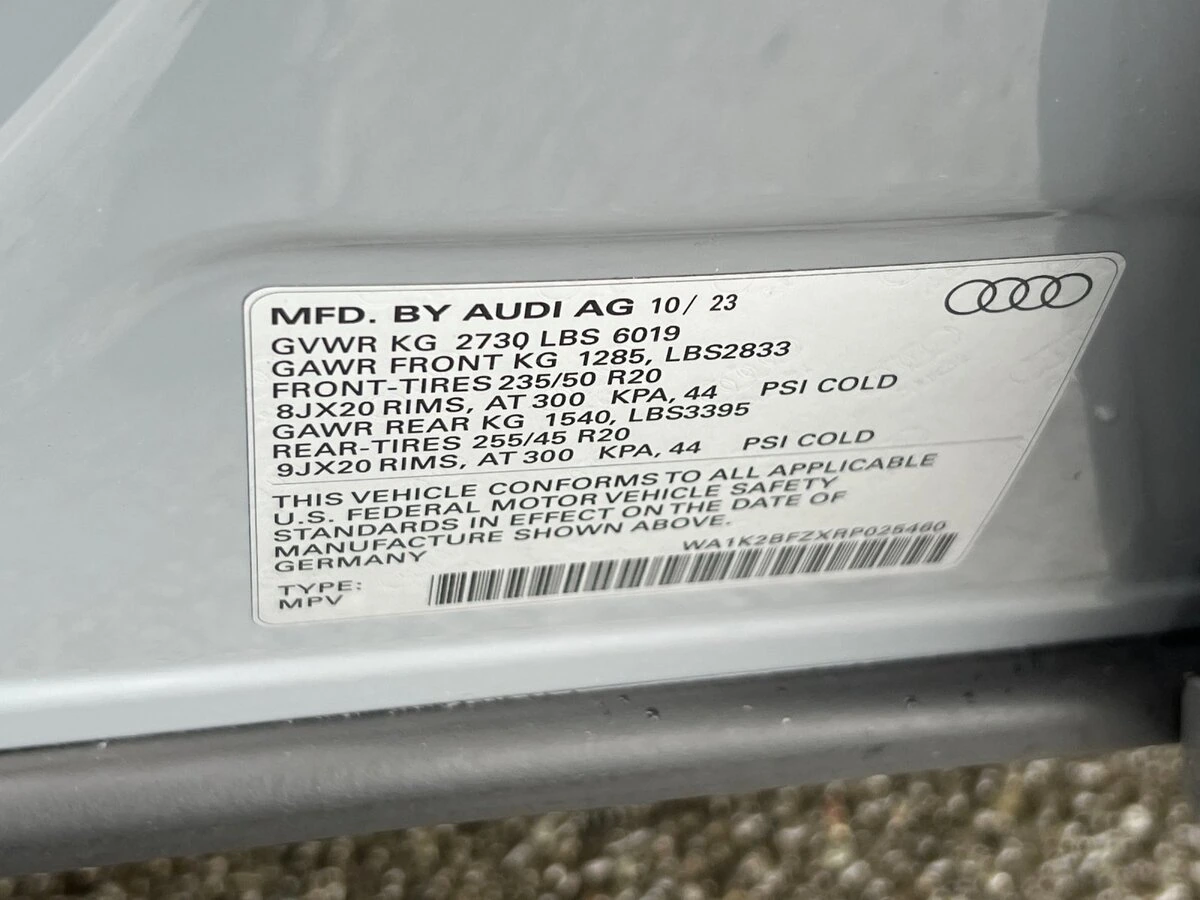 MFD. BY AUDI AG 10/ 23
GVWR KG 2730 LBS 6019
GAWR FRONT KG 1285, LBS2833
FRONT-TIRES 235/50 R20
8JX20 RIMS, AT 300 KPA, 44 PSI COLD
GAWR REAR KG 1540, LBS3395
REAR-TIRES 255/45 R20
9JX20 RIMS, AT 300 KPA, 44 PSI COLD
THIS VEHICLE CONFORMS TO ALL APPLICABLE
U.S. FEDERAL MOTOR VEHICLE SAFETY
STANDARDS IN EFFECT ON THE DATE OF
MANUFACTURE SHOWN ABOVE.
GERMANY
WA1K2BFZXRP025460
TYPE:
MPV